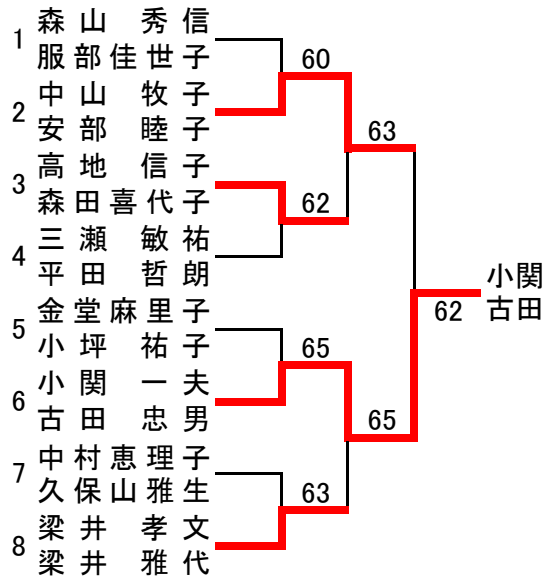 1
森山 秀信
服部佳世子
60
2
中山 牧子
安部 睦子
63
3
高地 信子
森田喜代子
62
4
三瀬 敏祐
平田 哲朗
小関
古田
62
5
金堂麻里子
小坪 祐子
65
6
小関 一夫
古田 忠男
65
7
中村恵理子
久保山雅生
63
8
梁井 孝文
梁井 雅代